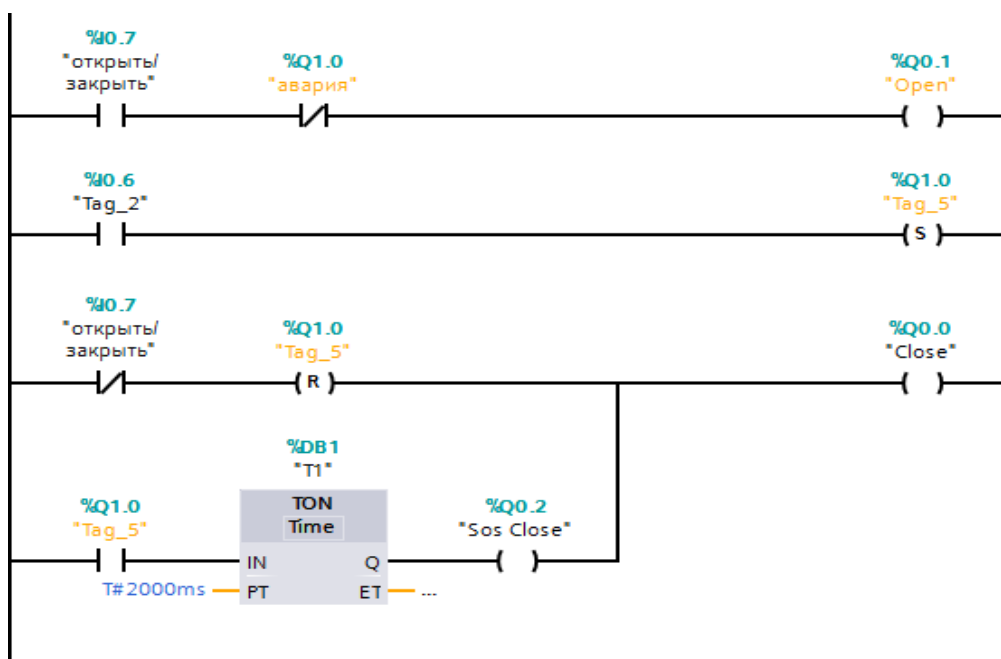 %I0.7
"открыть/
закрыть"
%Q1.0
"авария"
%Q0.1
"Open"
%I0.6
"Tag_2"
%Q1.0
"Tag_5"
S
%I0.7
"открыть/
закрыть"
%Q1.0
"Tag_5"
R
%Q0.0
"Close"
%DB1
"T1"
%Q1.0
"Tag_5"
TON
Time
%Q0.2
"Sos Close"
IN Q
T#2000ms PT ET ...